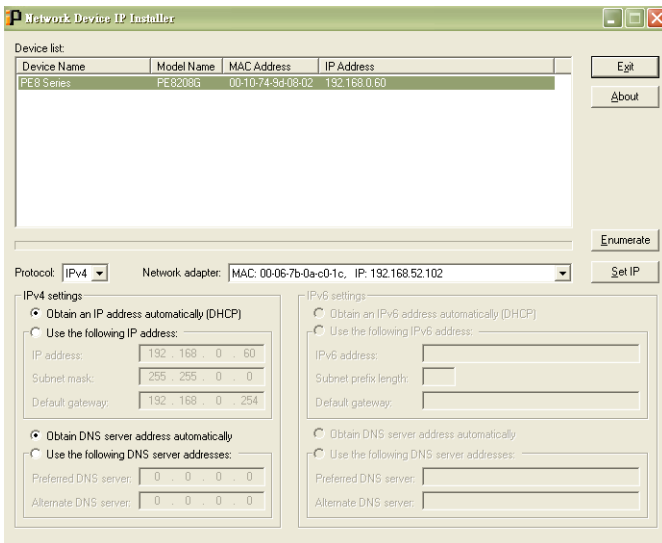 Network Device IP Installer
Device list:
Device Name Model Name MAC Address IP Address
PE8 Series PE8208G 00-10-74-9d-08-02 192.168.0.60
Exit
About
Enumerate
Protocol: IPv4 Network adapter: MAC: 00-06-7b-0a-c0-1c, IP: 192.168.52.102
Set IP
IPv4 settings
Obtain an IP address automatically (DHCP)
Use the following IP address:
IP address: 192 . 168 . 0 . 60
Subnet mask: 255 . 255 . 0 . 0
Default gateway: 192 . 168 . 0 . 254
Obtain DNS server address automatically
Use the following DNS server addresses:
Preferred DNS server: 0 . 0 . 0 . 0
Alternate DNS server: 0 . 0 . 0 . 0
IPv6 settings
Obtain an IPv6 address automatically (DHCP)
Use the following IPv6 address:
IPv6 address:
Subnet prefix length:
Default gateway:
Obtain DNS server address automatically
Use the following DNS server addresses:
Preferred DNS server:
Alternate DNS server: